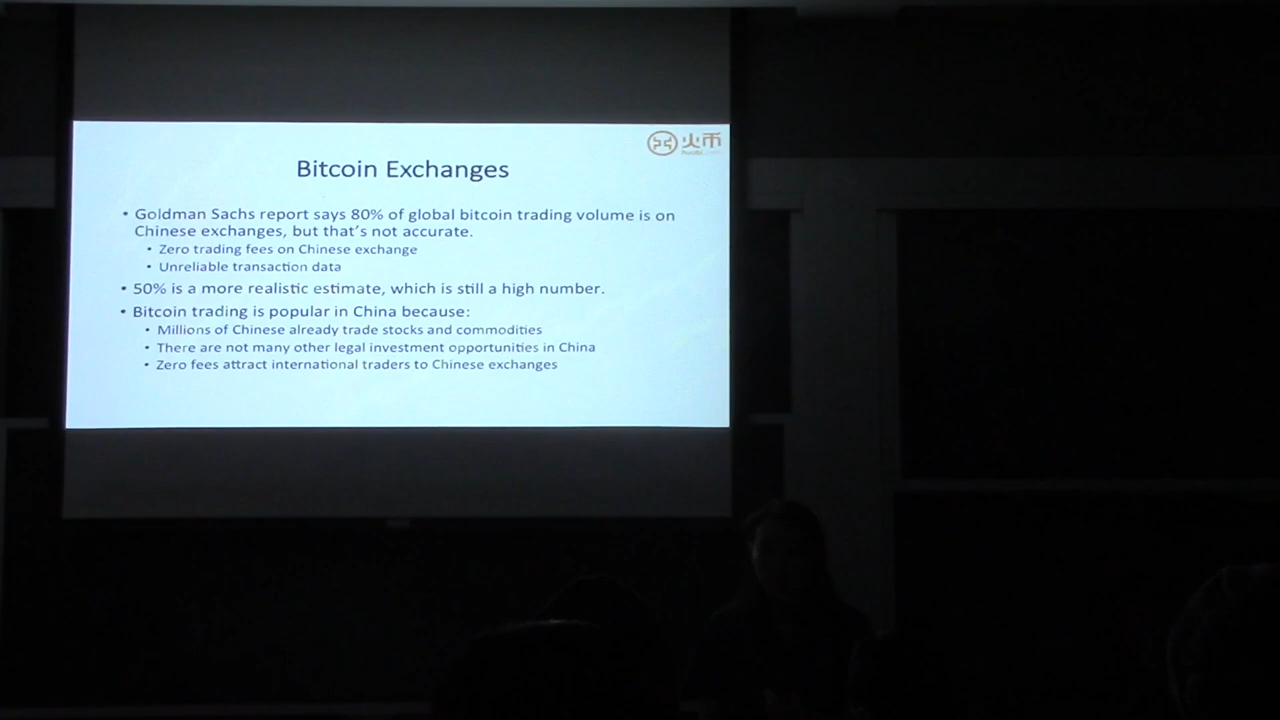 火币
Bitcoin Exchanges
• Goldman Sachs report says 80% of global bitcoin trading volume is on
Chinese exchanges, but that's not accurate.
• Zero trading fees on Chinese exchange
• Unreliable transaction data
• 50% is a more realistic estimate, which is still a high number.
• Bitcoin trading is popular in China because:
• Millions of Chinese already trade stocks and commodities
• There are not many other legal investment opportunities in China
• Zero fees attract international traders to Chinese exchanges